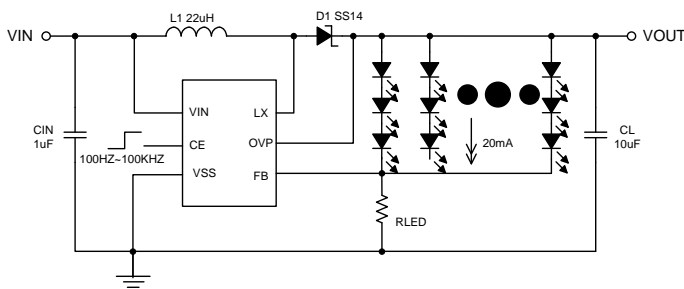 L1 22uH
D1 SS14
VIN
VOUT
VIN
LX
CIN
1uF
CE
OVP
100HZ~100KHZ
VSS
FB
20mA
CL
10uF
RLED